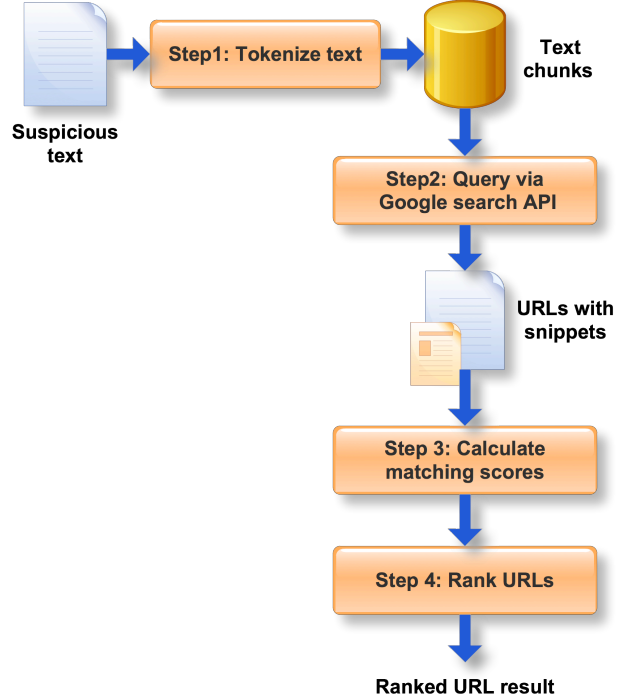 Step1: Tokenize text
Text
chunks
Suspicious
text
Step2: Query via
Google search API
URLs with
snippets
Step 3: Calculate
matching scores
Step 4: Rank URLs
Ranked URL result